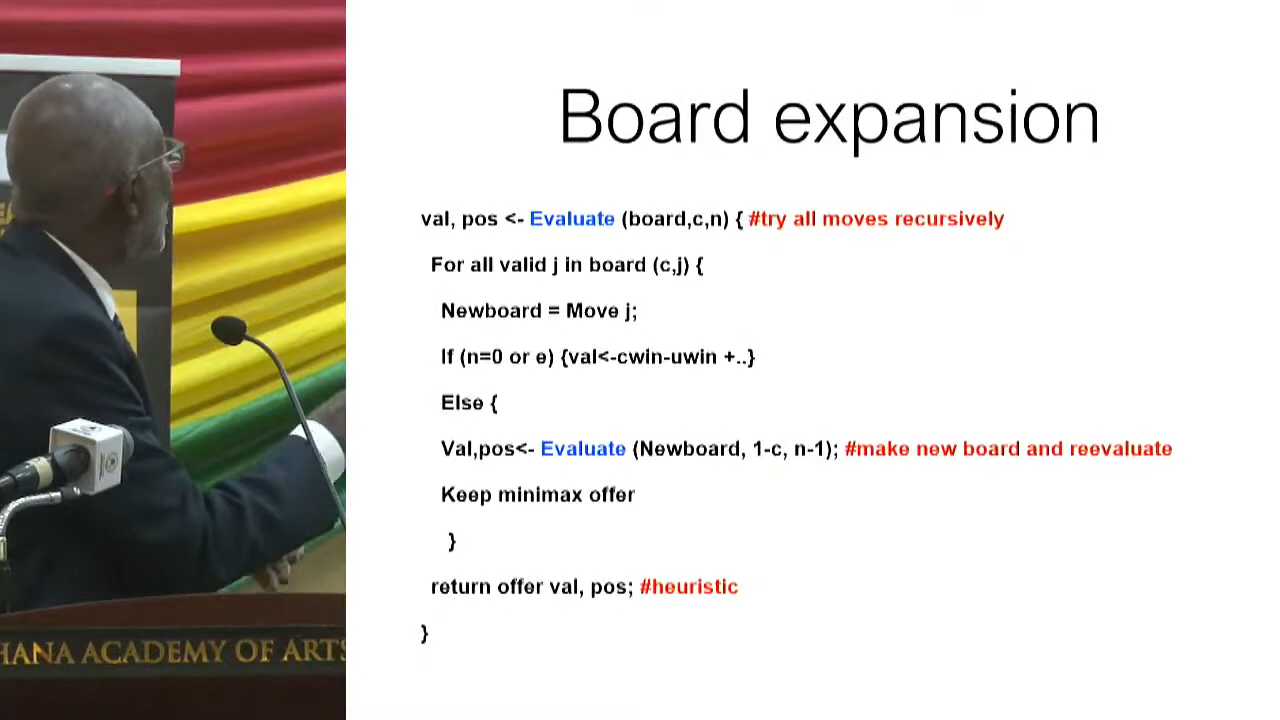 Board expansion
val, pos <- Evaluate (board,c,n) { #try all moves recursively
For all valid j in board (c,j) {
Newboard = Move j;
If (n=0 or e) {val<-cwin-uwin +..}
Else {
Val,pos<- Evaluate (Newboard, 1-c, n-1); #make new board and reevaluate
Keep minimax offer
}
return offer val, pos; #heuristic
}
HANA ACADEMY OF ARTS